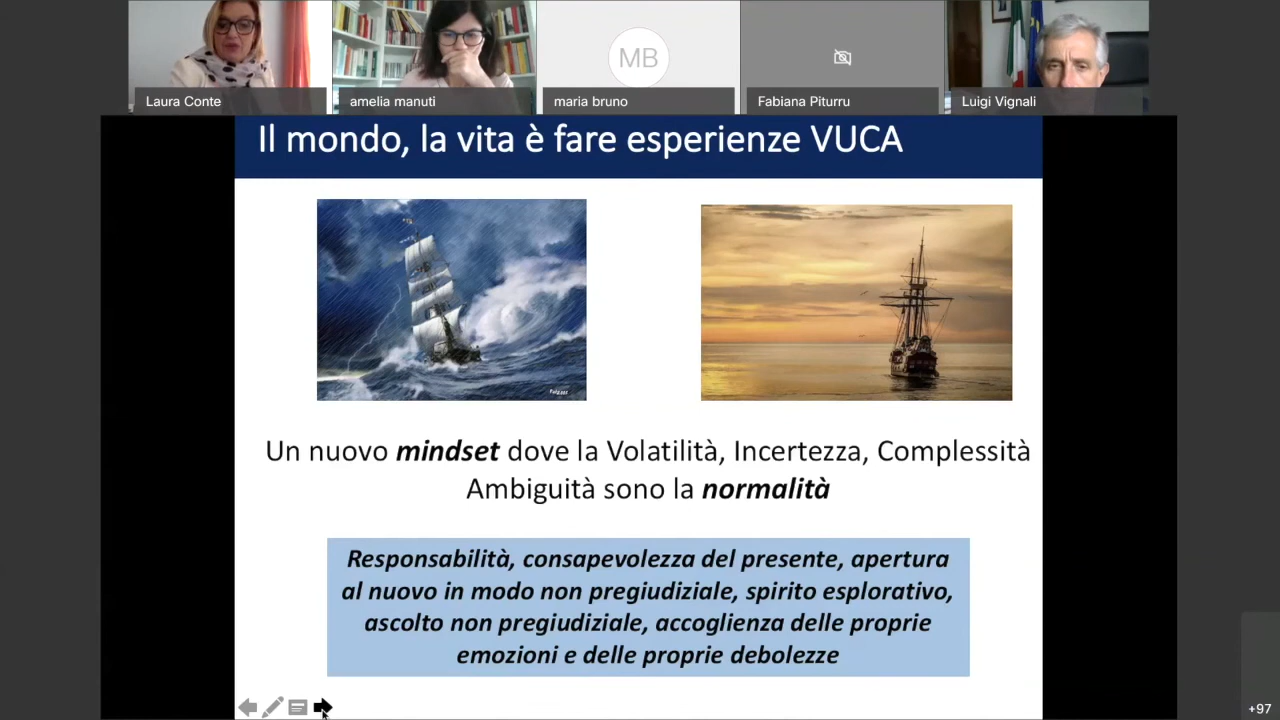 Laura Conte
amelia manuti
MB
maria bruno
Fabiana Piturru
Luigi Vignali
Il mondo, la vita è fare esperienze VUCA
Un nuovo mindset dove la Volatilità, Incertezza, Complessità
Ambiguità sono la normalità
Responsabilità, consapevolezza del presente, apertura
al nuovo in modo non pregiudiziale, spirito esplorativo,
ascolto non pregiudiziale, accoglienza delle proprie
emozioni e delle proprie debolezze
+97